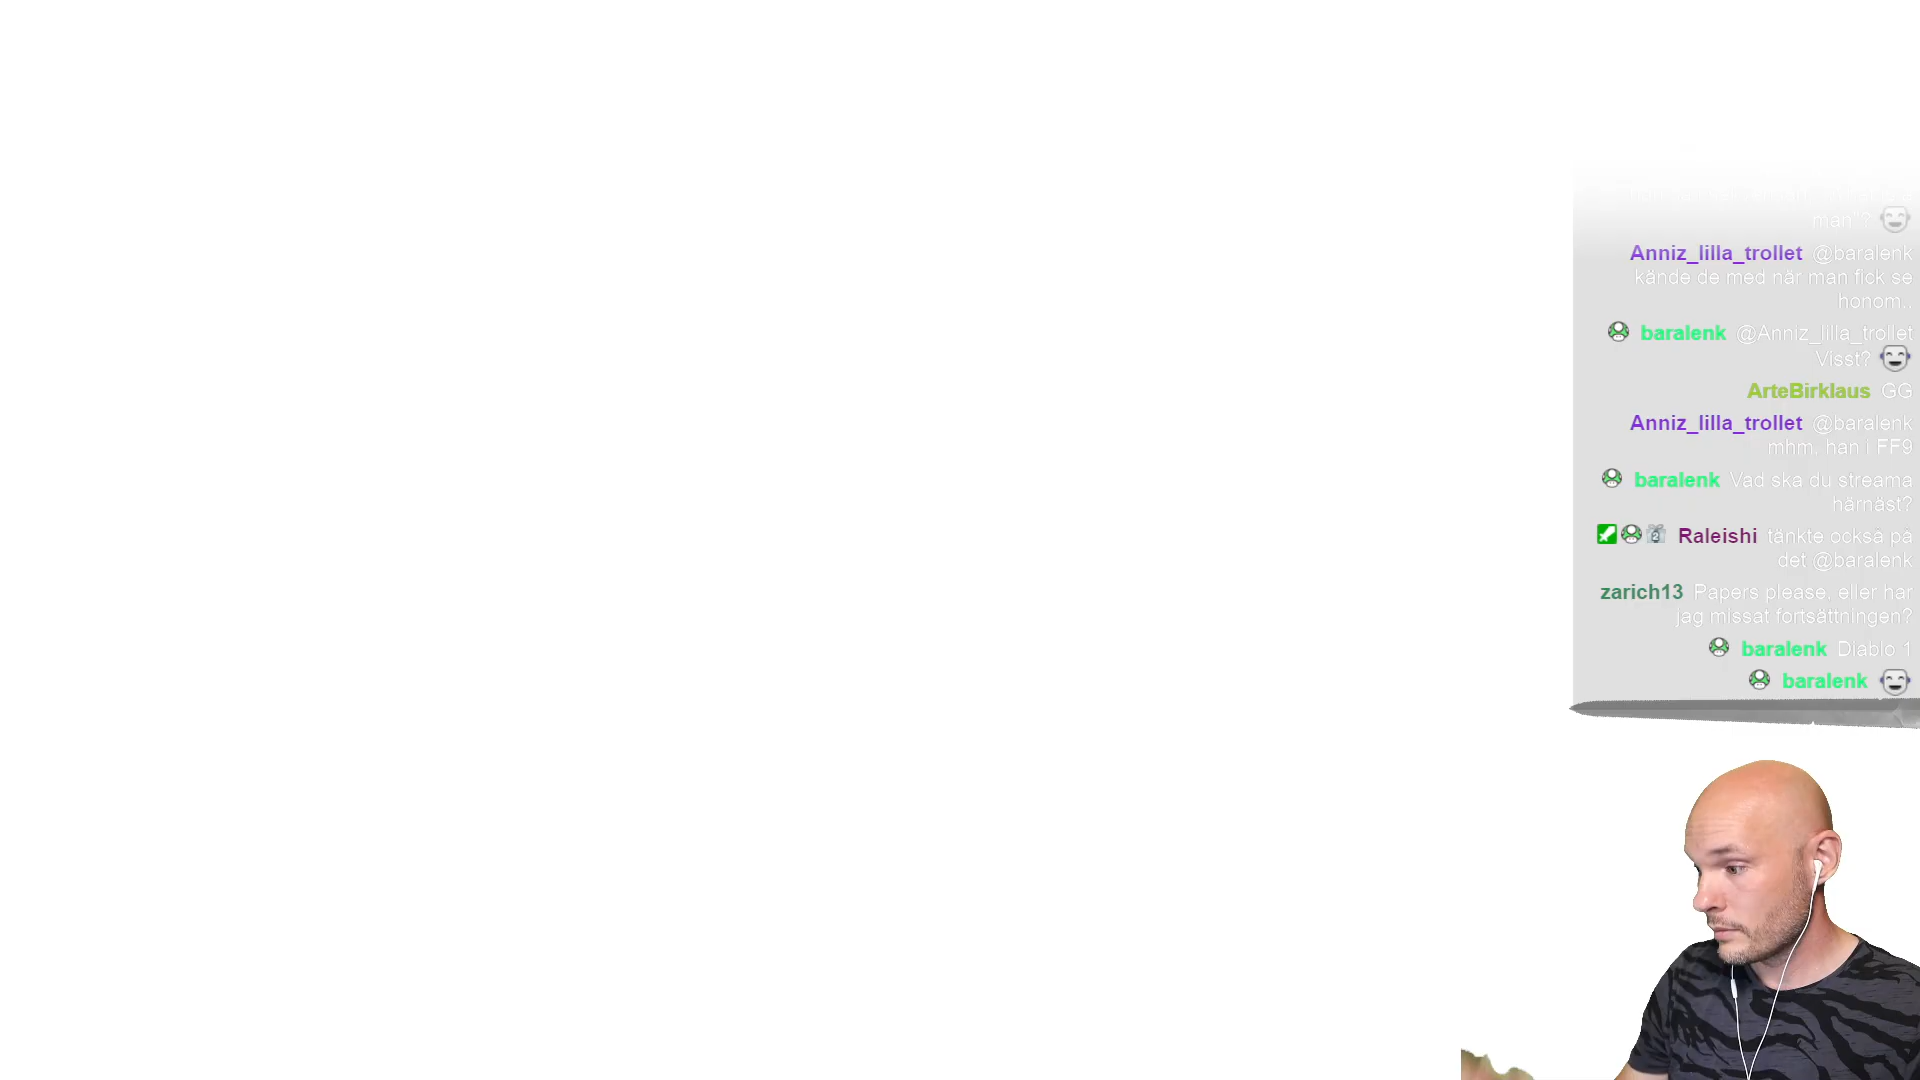 man"?
Anniz_lilla_trollet @baralenk
kände de med när man fick se
honom..
baralenk @Anniz_lilla_trollet
Visst?
ArteBirklaus GG
Anniz_lilla_trollet @baralenk
mhm, han i FF9
baralenk Vad ska du streama
härnäst?
2 Raleishi tänkte också på
det @baralenk
zarich13 Papers please, eller har
jag missat fortsättningen?
baralenk Diablo 1
baralenk